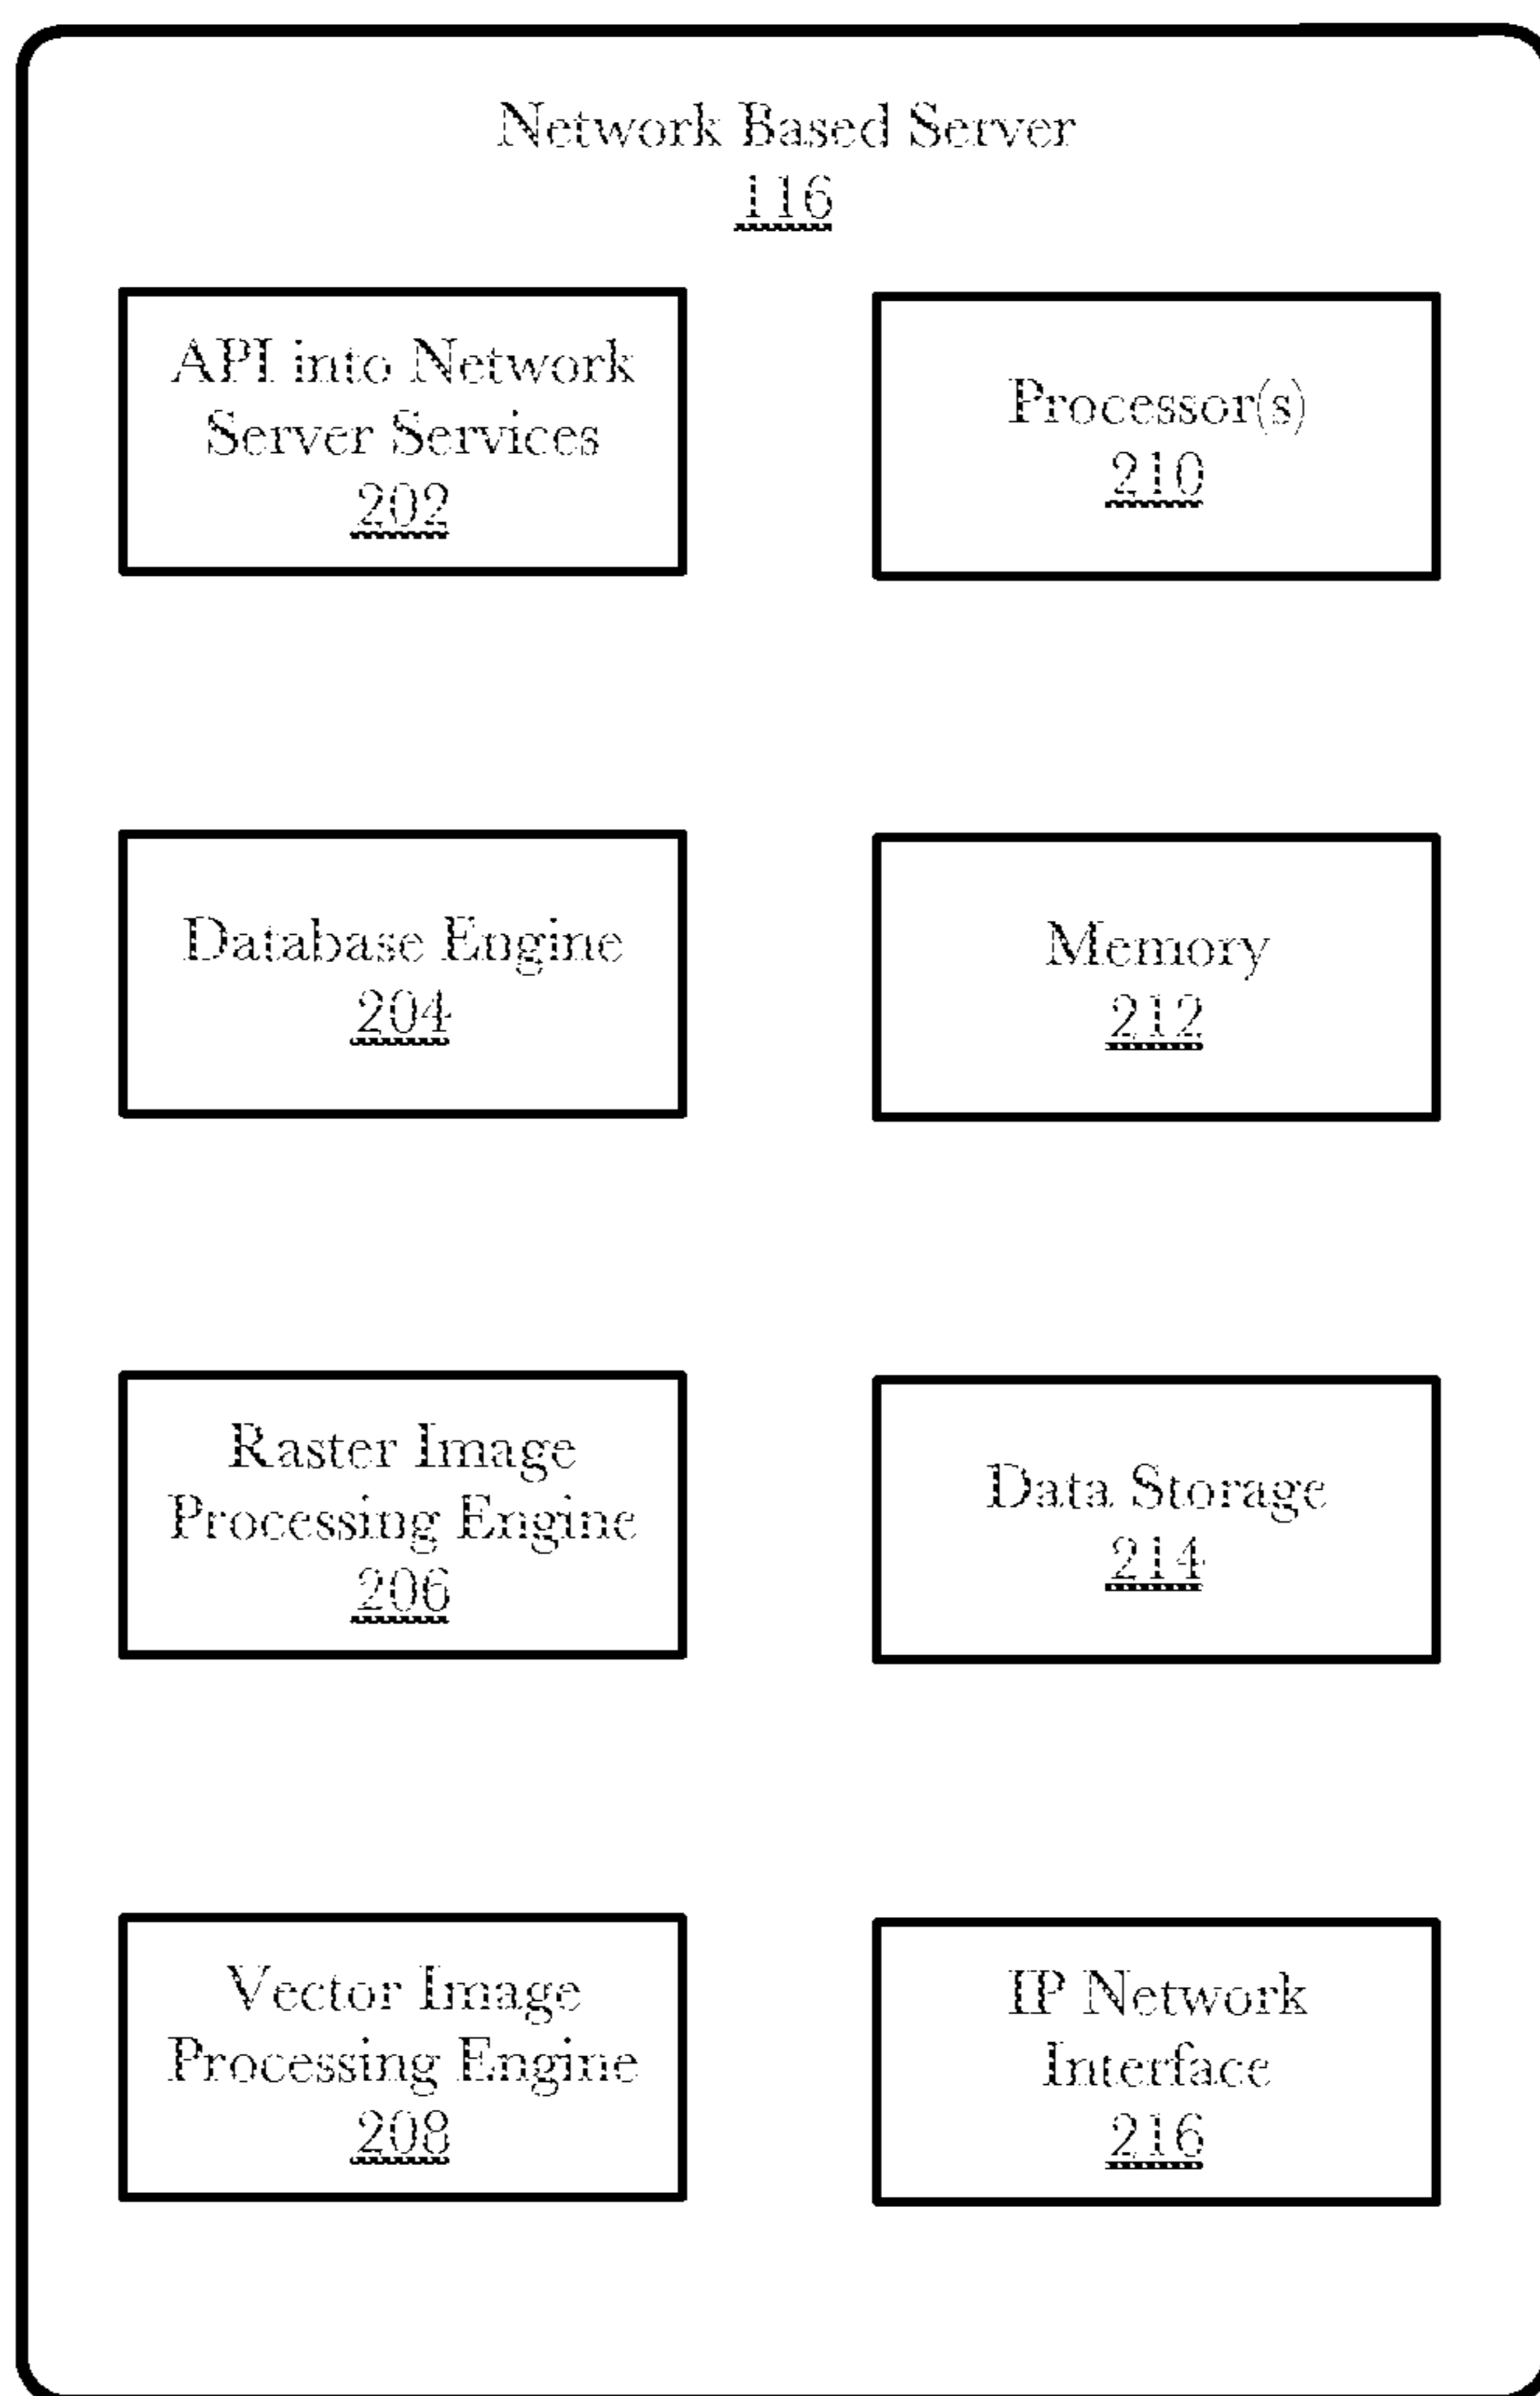 Network Based Server
116
API into Network
Server Services
202
Processor(s)
210
Database Engine
204
Memory
212
Raster Image
Processing Engine
206
Data Storage
214
Vector Image
Processing Engine
208
IP Network
Interface
216